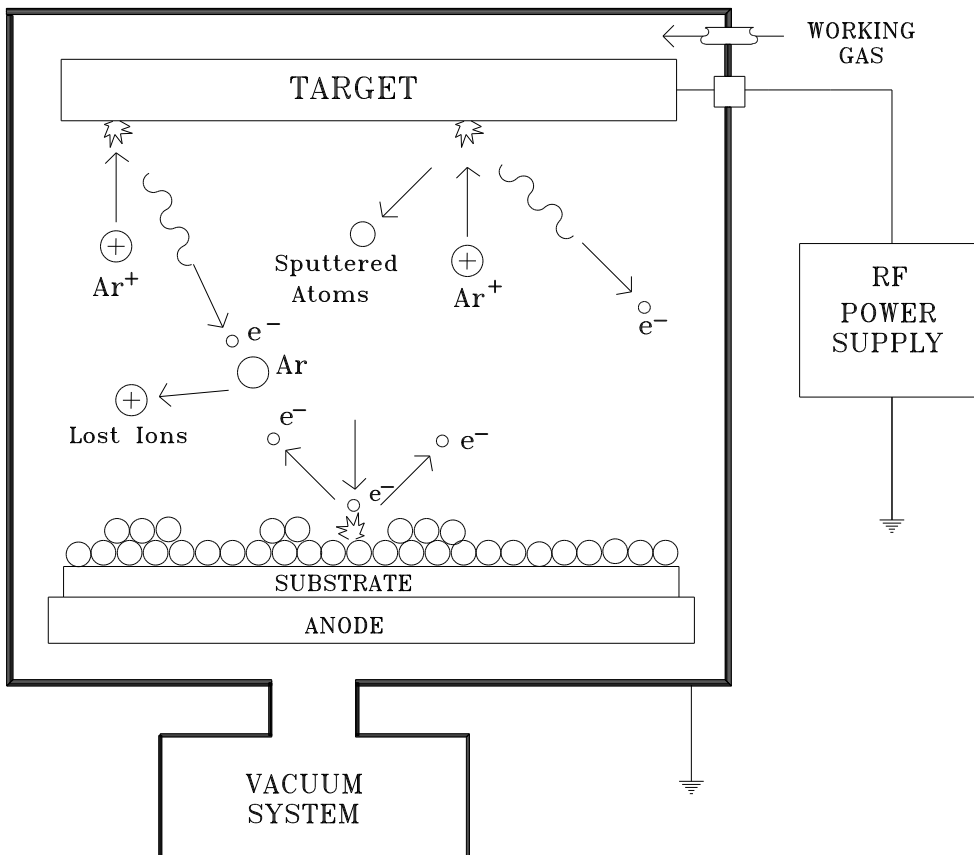 WORKING
GAS
TARGET
Ar⁺
Sputtered
Atoms
Ar⁺
e⁻
RF
POWER
SUPPLY
e⁻
Ar
Lost Ions
e⁻
e⁻
e⁻
SUBSTRATE
ANODE
VACUUM
SYSTEM